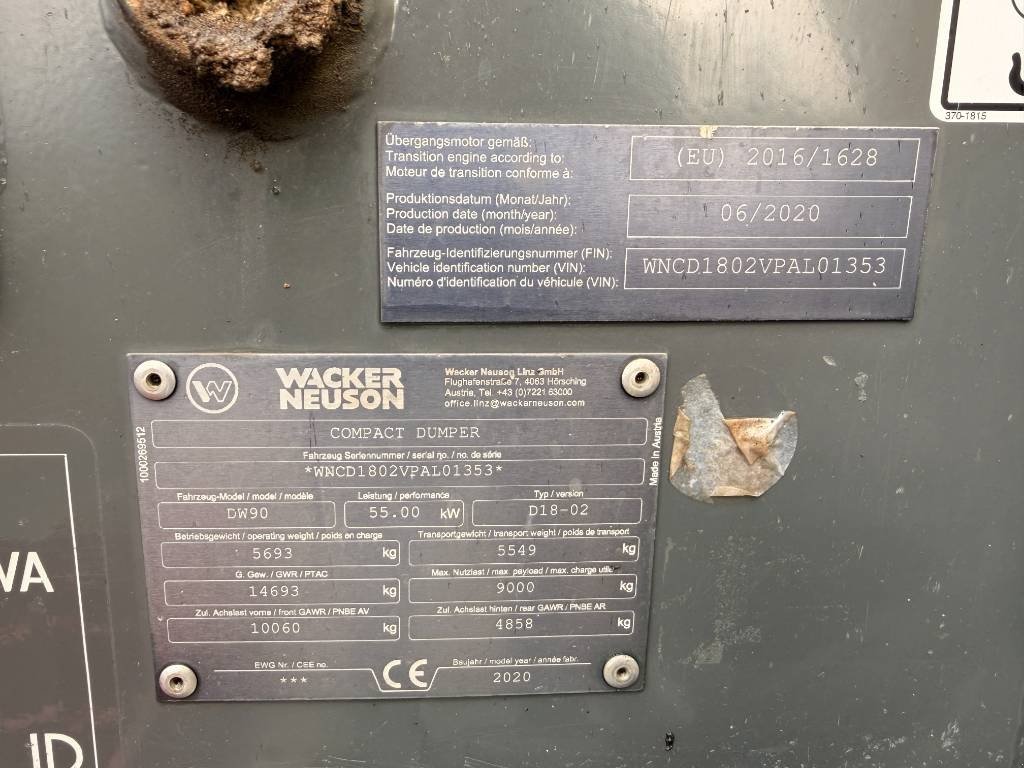 370-1815
Übergangsmotor gemäß:
Transition engine according to:
Moteur de transition conforme à:
(EU) 2016/1628
Produktionsdatum (Monat/Jahr):
Production date (month/year):
Date de production (mois/année):
06/2020
Fahrzeug-Identifizierungsnummer (FIN):
Vehicle identification number (VIN):
Numéro d'identification du véhicule (VIN):
WNCD1802VPAL01353
W
WACKER
NEUSON
Wacker Neuson Linz GmbH
Flughafenstraße 7, 4063 Hörsching
Austria, Tel. +43 (0)7221 63000
office.linz@wackerneuson.com
1000269512
Made in Austria
COMPACT DUMPER
Fahrzeug Seriennummer / serial no. / no. de série
*WNCD1802VPAL01353*
Fahrzeug-Model / model / modèle
Leistung / performance
Typ / version
DW90
55.00 kW
D18-02
Betriebsgewicht / operating weight / poids en charge
Transportgewicht / transport weight / poids de transport
5693 kg
5549 kg
G. Gew. / GWR / PTAC
Max. Nutzlast / max. payload / max. charge utile
14693 kg
9000 kg
Zul. Achslast vorne / front GAWR / PNBE AV
Zul. Achslast hinten / rear GAWR / PNBE AR
10060 kg
4858 kg
EWG Nr. / CEE no.
***
CE
Baujahr / model year / année fabr.
2020
WA
ID